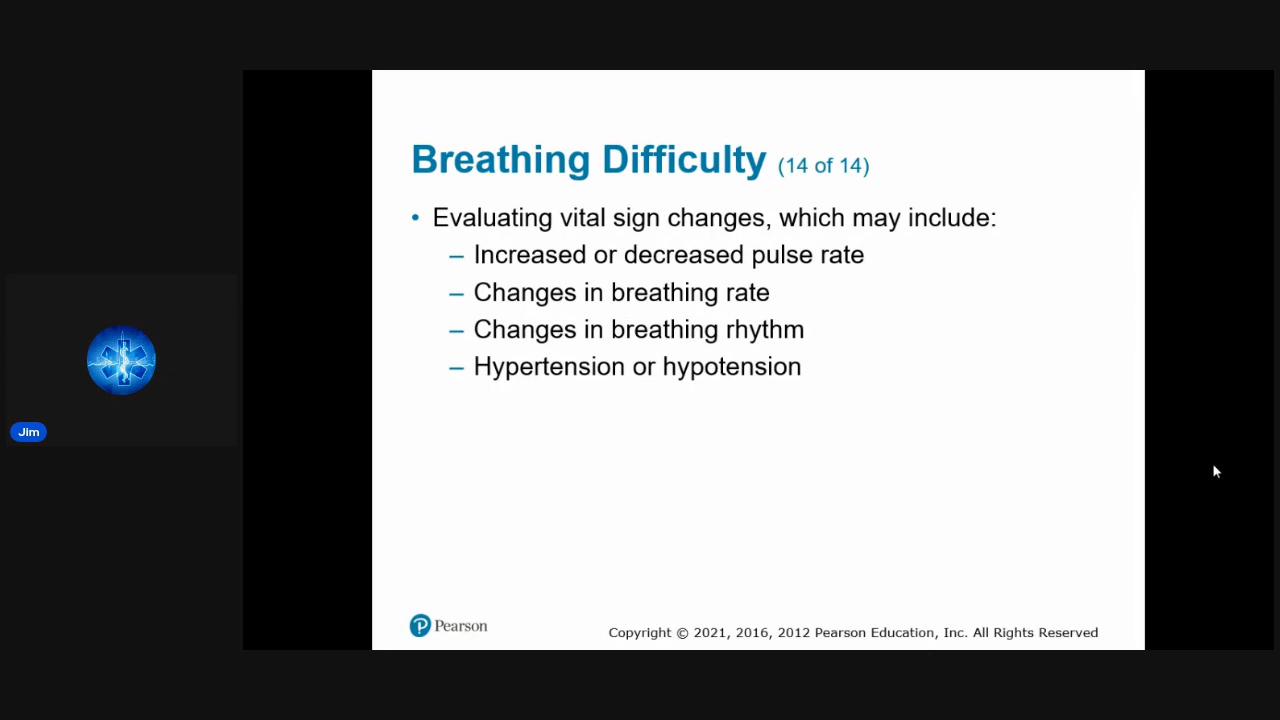 Breathing Difficulty (14 of 14)
• Evaluating vital sign changes, which may include:
– Increased or decreased pulse rate
– Changes in breathing rate
– Changes in breathing rhythm
– Hypertension or hypotension
Jim
Pearson
Copyright © 2021, 2016, 2012 Pearson Education, Inc. All Rights Reserved